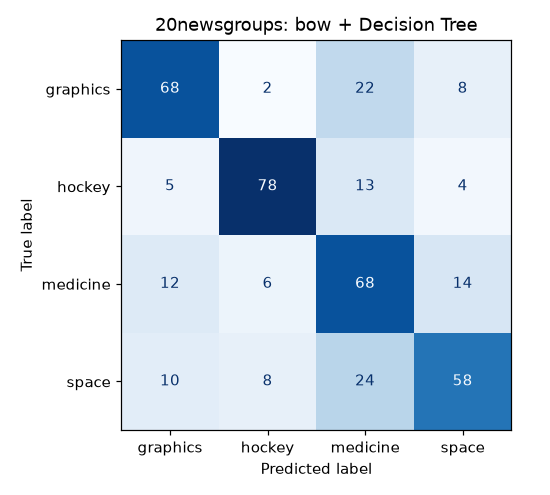 20newsgroups: bow + Decision Tree
True label
graphics 68 2 22 8
hockey 5 78 13 4
medicine 12 6 68 14
space 10 8 24 58
graphics hockey medicine space
Predicted label